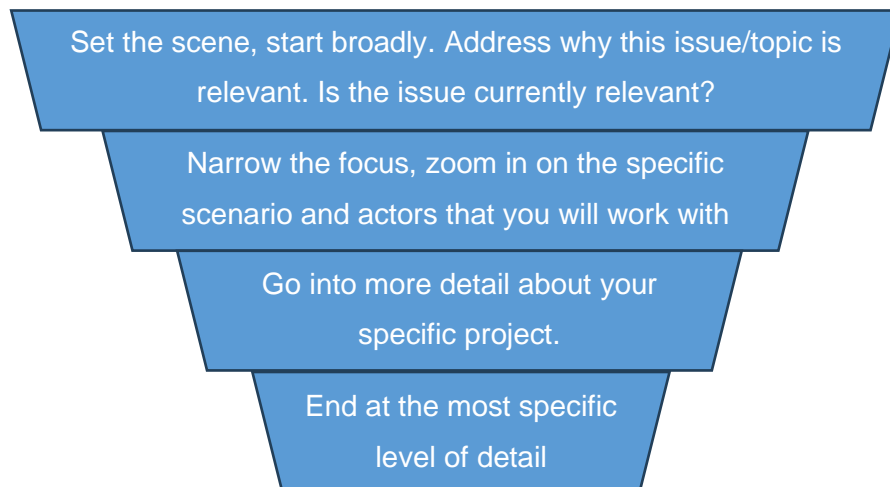 Set the scene, start broadly. Address why this issue/topic is
relevant. Is the issue currently relevant?
Narrow the focus, zoom in on the specific
scenario and actors that you will work with
Go into more detail about your
specific project.
End at the most specific
level of detail